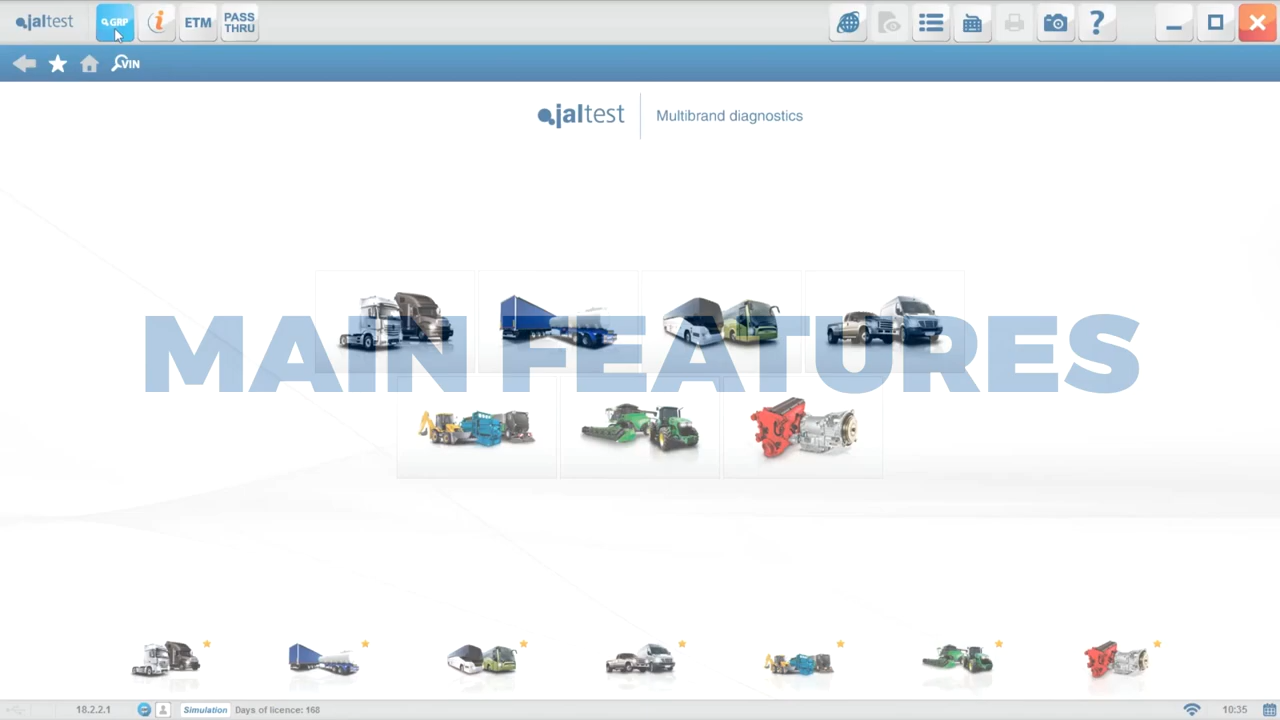 jaltest
GRP
i
ETM
PASS
THRU
?
VIN
jaltest
Multibrand diagnostics
MAIN FEATURES
18.2.2.1
Simulation
Days of licence: 168
10:35